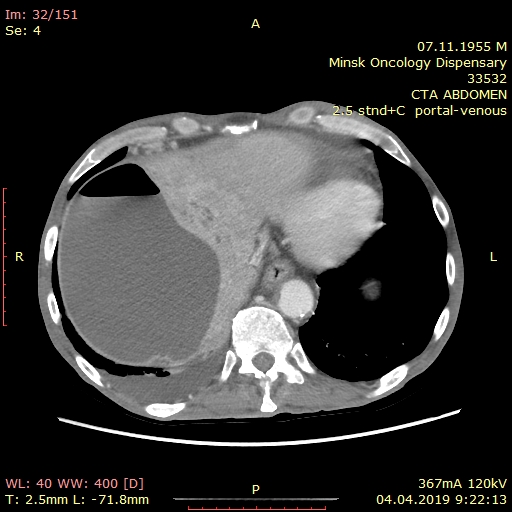 Im: 32/151
Se: 4
A
07.11.1955 M
Minsk Oncology Dispensary
33532
CTA ABDOMEN
2.5 stnd+C portal-venous
R
L
WL: 40 WW: 400 [D]
T: 2.5mm L: -71.8mm
P
367mA 120kV
04.04.2019 9:22:13